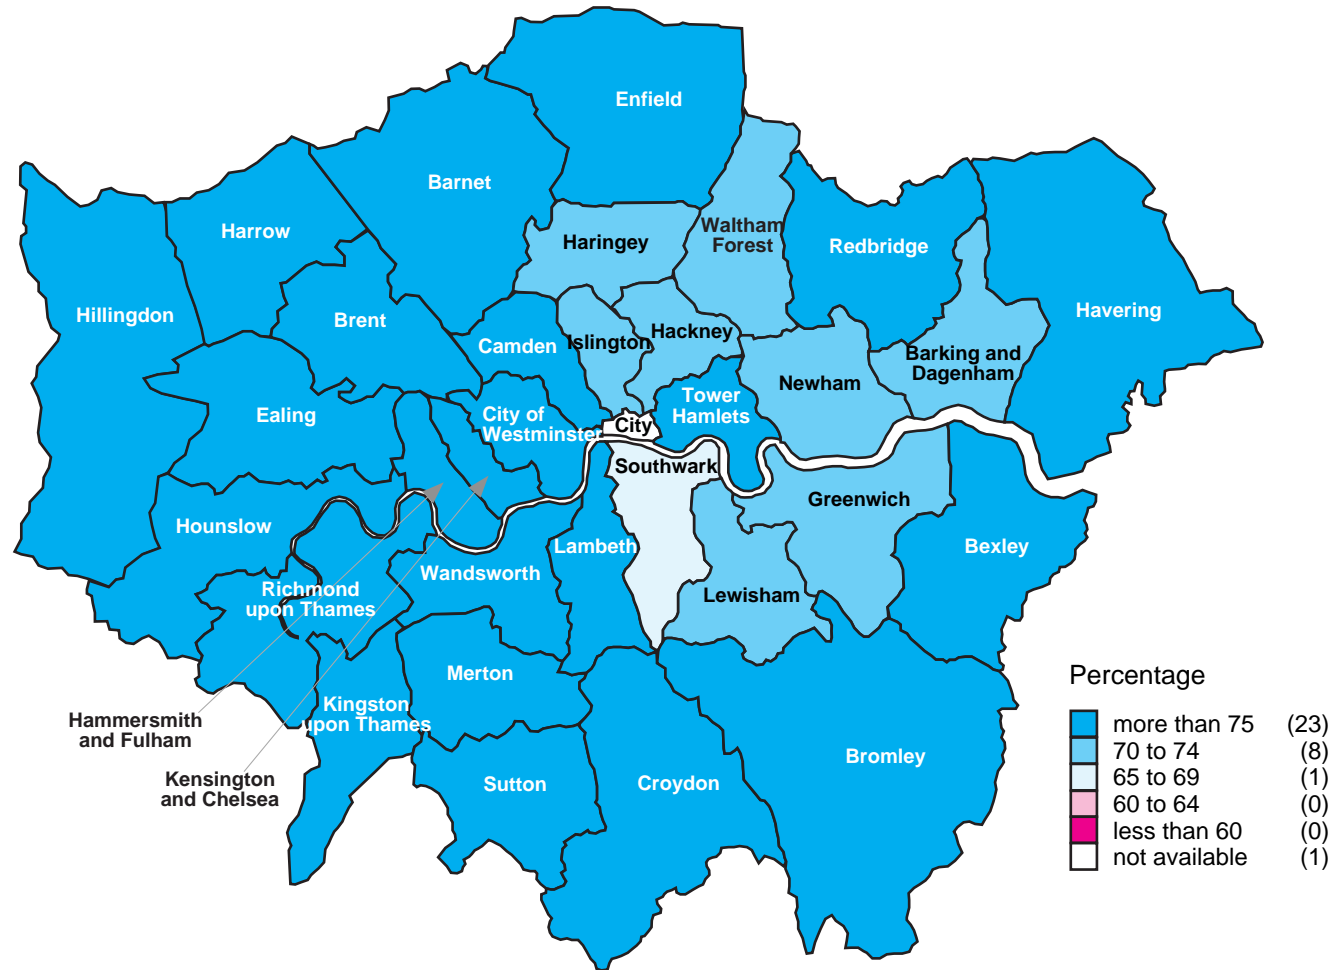 Enfield
Barnet
Harrow
Haringey
Waltham
Forest
Redbridge
Havering
Hillingdon
Brent
Camden
Islington
Hackney
Barking and
Dagenham
Newham
Ealing
City of
Westminster
City
Tower
Hamlets
Southwark
Greenwich
Hounslow
Lambeth
Bexley
Wandsworth
Richmond
upon Thames
Lewisham
Merton
Kingston
upon Thames
Hammersmith
and Fulham
Kensington
and Chelsea
Sutton
Croydon
Bromley
Percentage
more than 75 (23)
70 to 74 (8)
65 to 69 (1)
60 to 64 (0)
less than 60 (0)
not available (1)